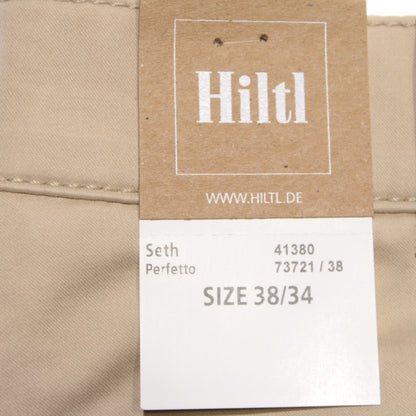 Hiltl
WWW.HILTL.DE
Seth 41380
Perfetto 73721 / 38
SIZE 38/34